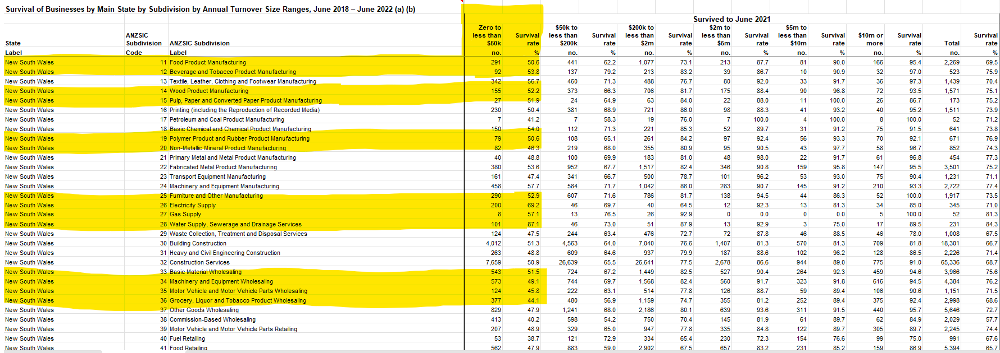 Survival of Businesses by Main State by Subdivision by Annual Turnover Size Ranges, June 2018 – June 2022 (a) (b)
Survived to June 2021
Zero to $50k to $200k to $2m to $5m to
ANZSIC less than Survival less than Survival less than Survival less than Survival less than Survival $10m or Survival Survival
State Subdivision ANZSIC Subdivision $50k rate $200k rate $2m rate $5m rate $10m rate more rate Total rate
Label Code Label no. % no. % no. % no. % no. % no. % no. %
New South Wales 11 Food Product Manufacturing 291 50.6 441 62.2 1,077 73.1 213 87.7 81 90.0 166 95.4 2,269 69.5
New South Wales 12 Beverage and Tobacco Product Manufacturing 92 53.8 137 79.2 213 83.2 39 86.7 10 90.9 32 97.0 523 75.9
New South Wales 13 Textile, Leather, Clothing and Footwear Manufacturing 342 56.7 460 71.3 488 76.7 80 92.0 33 91.7 36 97.3 1,439 70.4
New South Wales 14 Wood Product Manufacturing 155 52.2 373 66.3 706 81.7 175 88.4 90 96.8 72 93.5 1,571 75.1
New South Wales 15 Pulp, Paper and Converted Paper Product Manufacturing 27 51.9 24 64.9 63 84.0 22 88.0 11 100.0 26 86.7 173 75.2
New South Wales 16 Printing (including the Reproduction of Recorded Media) 230 50.4 381 68.9 721 86.0 98 88.3 41 93.2 40 95.2 1,511 73.9
New South Wales 17 Petroleum and Coal Product Manufacturing 7 41.2 7 58.3 19 76.0 7 100.0 4 100.0 8 100.0 52 71.2
New South Wales 18 Basic Chemical and Chemical Product Manufacturing 150 54.0 112 71.3 221 85.3 52 89.7 31 91.2 75 91.5 641 73.8
New South Wales 19 Polymer Product and Rubber Product Manufacturing 79 50.6 108 65.1 261 84.2 97 92.4 56 93.3 70 92.1 671 76.9
New South Wales 20 Non-Metallic Mineral Product Manufacturing 82 46.3 219 68.0 355 80.9 95 90.5 43 97.7 58 96.7 852 74.3
New South Wales 21 Primary Metal and Metal Product Manufacturing 40 48.8 100 69.9 183 81.0 48 98.0 22 91.7 61 96.8 454 77.3
New South Wales 22 Fabricated Metal Product Manufacturing 380 53.6 952 67.7 1,517 82.4 346 90.8 159 95.8 147 95.5 3,501 75.2
New South Wales 23 Transport Equipment Manufacturing 161 47.4 341 66.7 500 78.7 101 96.2 53 93.0 75 90.4 1,231 71.1
New South Wales 24 Machinery and Equipment Manufacturing 458 57.7 584 71.7 1,042 86.0 283 90.7 145 91.2 210 93.3 2,722 77.4
New South Wales 25 Furniture and Other Manufacturing 290 52.9 607 71.6 786 81.7 138 94.5 44 86.3 52 100.0 1,917 73.5
New South Wales 26 Electricity Supply 200 69.2 46 69.7 40 64.5 12 92.3 13 81.3 34 85.0 345 71.0
New South Wales 27 Gas Supply 8 57.1 13 76.5 26 92.9 0 0.0 0 0.0 5 100.0 52 81.3
New South Wales 28 Water Supply, Sewerage and Drainage Services 101 87.1 46 73.0 51 87.9 13 92.9 3 75.0 17 89.5 231 84.3
New South Wales 29 Waste Collection, Treatment and Disposal Services 124 47.5 244 63.4 476 72.7 72 87.8 46 88.5 46 78.0 1,008 67.5
New South Wales 30 Building Construction 4,012 51.3 4,563 64.0 7,040 76.6 1,407 81.3 570 81.3 709 81.8 18,301 66.7
New South Wales 31 Heavy and Civil Engineering Construction 263 48.8 609 64.6 937 79.9 187 88.6 102 96.2 128 86.5 2,226 71.4
New South Wales 32 Construction Services 7,659 50.9 26,639 65.5 26,641 77.5 2,678 86.6 944 89.0 775 91.0 65,336 68.7
New South Wales 33 Basic Material Wholesaling 543 51.5 724 67.2 1,449 82.5 527 90.4 264 92.3 459 94.6 3,966 75.6
New South Wales 34 Machinery and Equipment Wholesaling 573 49.1 744 69.7 1,568 82.4 560 91.7 323 91.8 616 94.5 4,384 76.2
New South Wales 35 Motor Vehicle and Motor Vehicle Parts Wholesaling 124 45.8 222 63.1 514 77.8 126 88.7 59 89.4 106 90.6 1,151 71.5
New South Wales 36 Grocery, Liquor and Tobacco Product Wholesaling 377 44.1 480 56.9 1,159 74.7 355 81.2 252 89.4 375 92.4 2,998 68.6
New South Wales 37 Other Goods Wholesaling 829 47.9 1,241 68.0 2,186 80.1 639 93.6 311 91.5 440 95.7 5,646 72.7
New South Wales 38 Commission-Based Wholesaling 413 40.2 598 54.2 750 70.4 145 81.9 61 89.7 62 84.9 2,029 57.7
New South Wales 39 Motor Vehicle and Motor Vehicle Parts Retailing 207 48.9 329 65.0 947 77.8 335 84.8 122 89.7 305 89.7 2,245 74.4
New South Wales 40 Fuel Retailing 53 38.7 121 72.9 334 65.4 230 72.3 154 76.6 99 75.0 991 67.6
New South Wales 41 Food Retailing 562 47.9 883 59.0 2,902 67.5 657 83.2 231 85.2 159 86.9 5,394 65.7